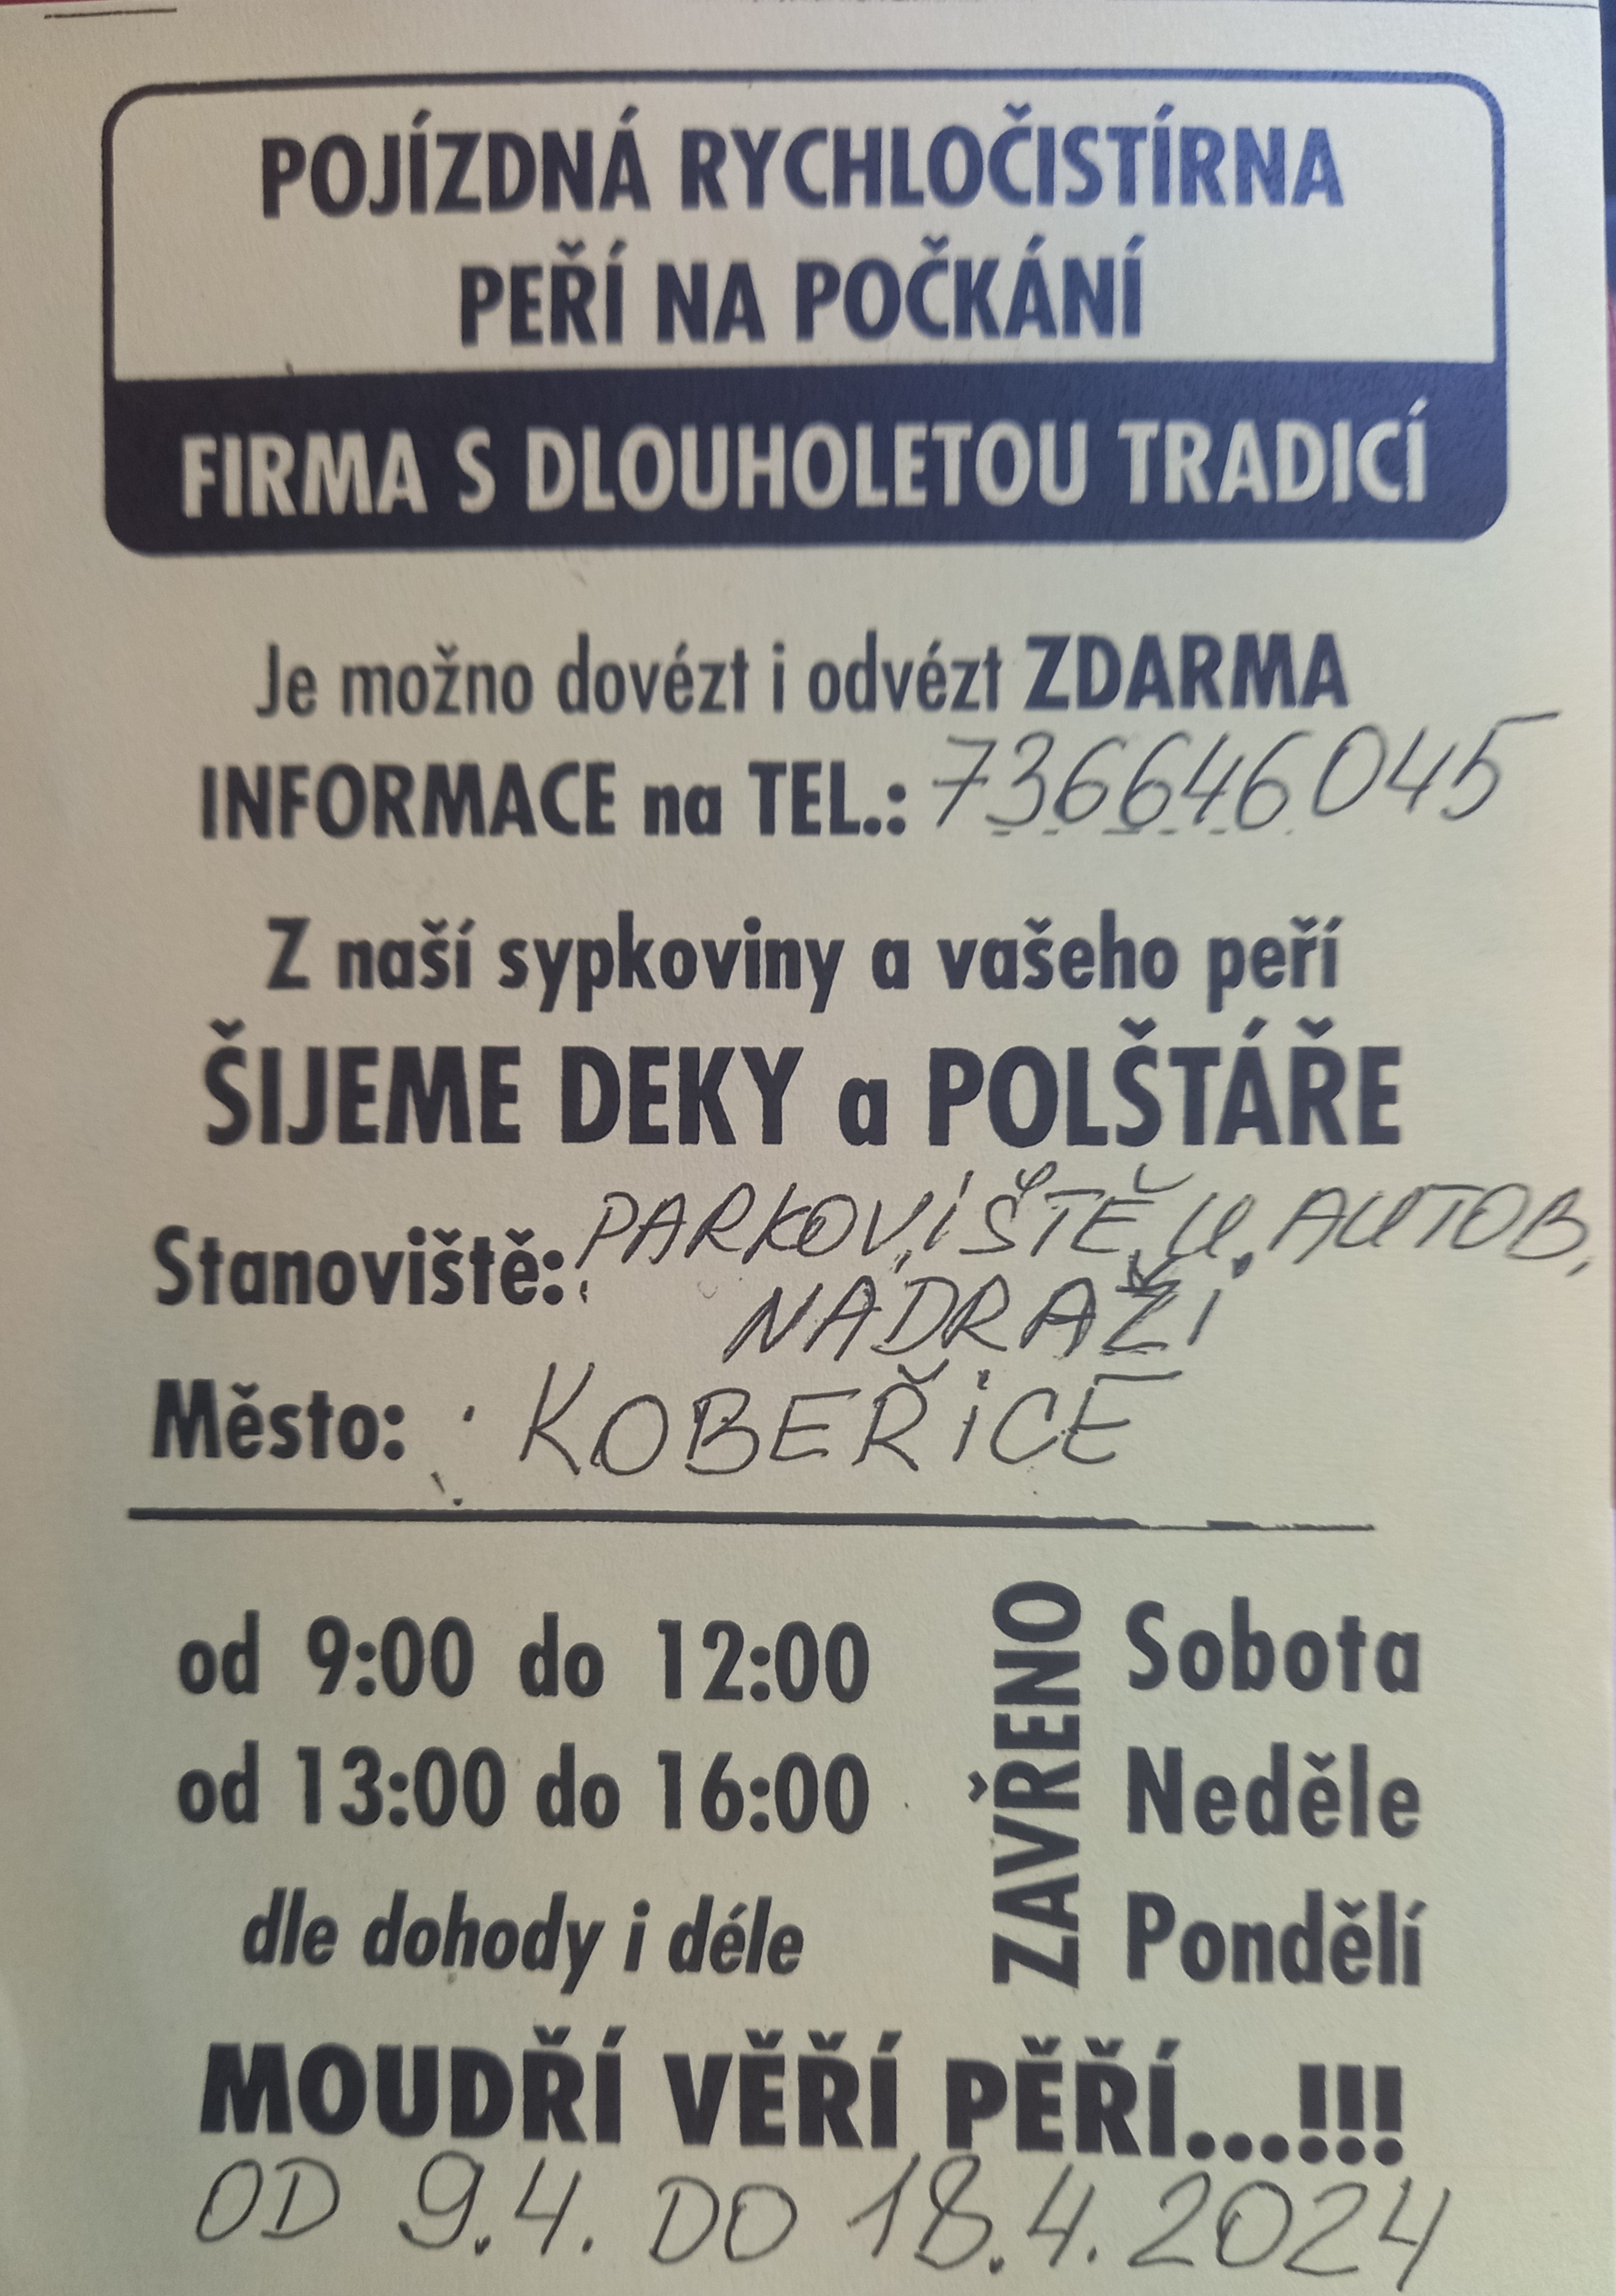 POJÍZDNÁ RYCHLOČISTÍRNA
PEŘÍ NA POČKÁNÍ
FIRMA S DLOUHOLETOU TRADICÍ
Je možno dovézt i odvézt ZDARMA
INFORMACE na TEL.: 736646045
Z naší sypkoviny a vašeho peří
ŠIJEME DEKY a POLŠTÁŘE
Stanoviště: PARKOVIŠTĚ U AUTOB.
NÁDRAŽÍ
Město: KOBEŘICE
od 9:00 do 12:00
od 13:00 do 16:00
dle dohody i déle
ZAVŘENO
Sobota
Neděle
Pondělí
MOUDŘÍ VĚŘÍ PĚŘÍ...!!!
OD 9.4. DO 18.4.2024